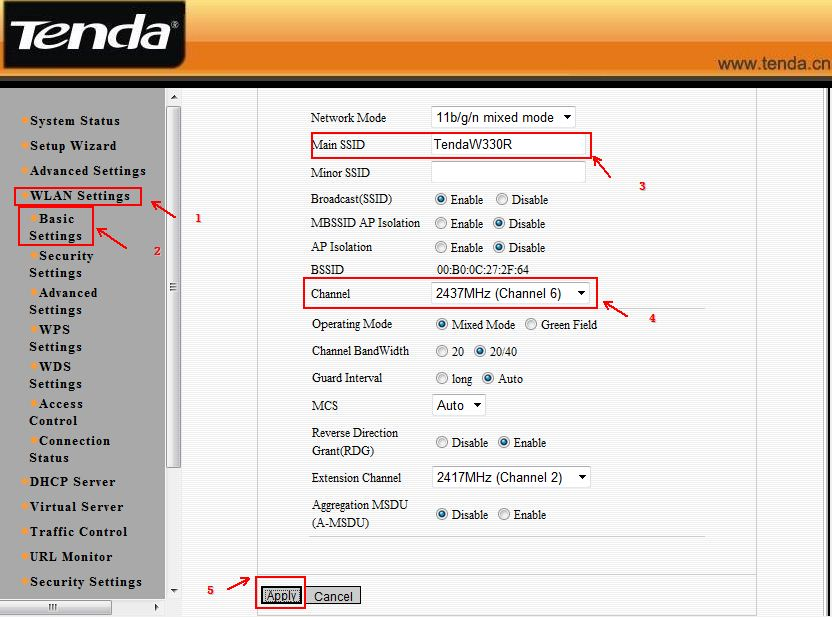 Tenda®
www.tenda.cn
System Status
Setup Wizard
Advanced Settings
WLAN Settings
1
Basic
Settings
2
Security
Settings
Advanced
Settings
WPS
Settings
WDS
Settings
Access
Control
Connection
Status
DHCP Server
Virtual Server
Traffic Control
URL Monitor
Security Settings
Network Mode 11b/g/n mixed mode
Main SSID TendaW330R
3
Minor SSID
Broadcast(SSID) Enable Disable
MBSSID AP Isolation Enable Disable
AP Isolation Enable Disable
BSSID 00:B0:0C:27:2F:64
Channel 2437MHz (Channel 6)
4
Operating Mode Mixed Mode Green Field
Channel BandWidth 20 20/40
Guard Interval long Auto
MCS Auto
Reverse Direction
Grant(RDG) Disable Enable
Extension Channel 2417MHz (Channel 2)
Aggregation MSDU
(A-MSDU) Disable Enable
5
Apply Cancel